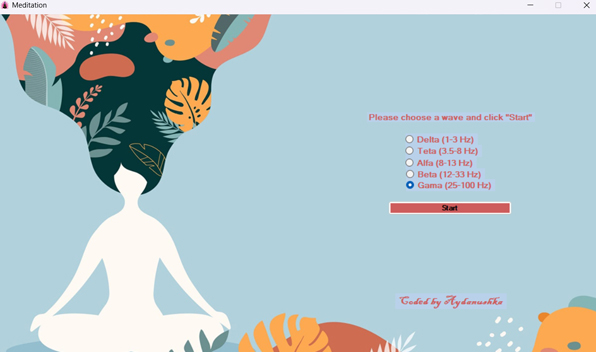 Meditation
Please choose a wave and click "Start"
Delta (1-3 Hz)
Teta (3.5-8 Hz)
Alfa (8-13 Hz)
Beta (12-33 Hz)
Gama (25-100 Hz)
Start
Coded by Aydanushka